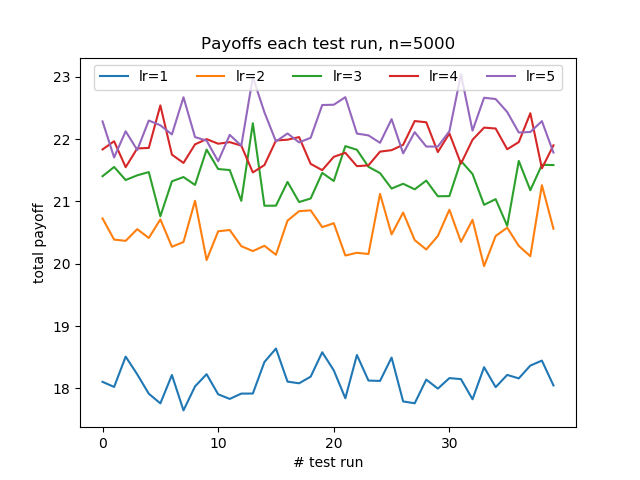 Payoffs each test run, n=5000
lr=1 lr=2 lr=3 lr=4 lr=5
23
22
21
20
19
18
total payoff
0 10 20 30
# test run